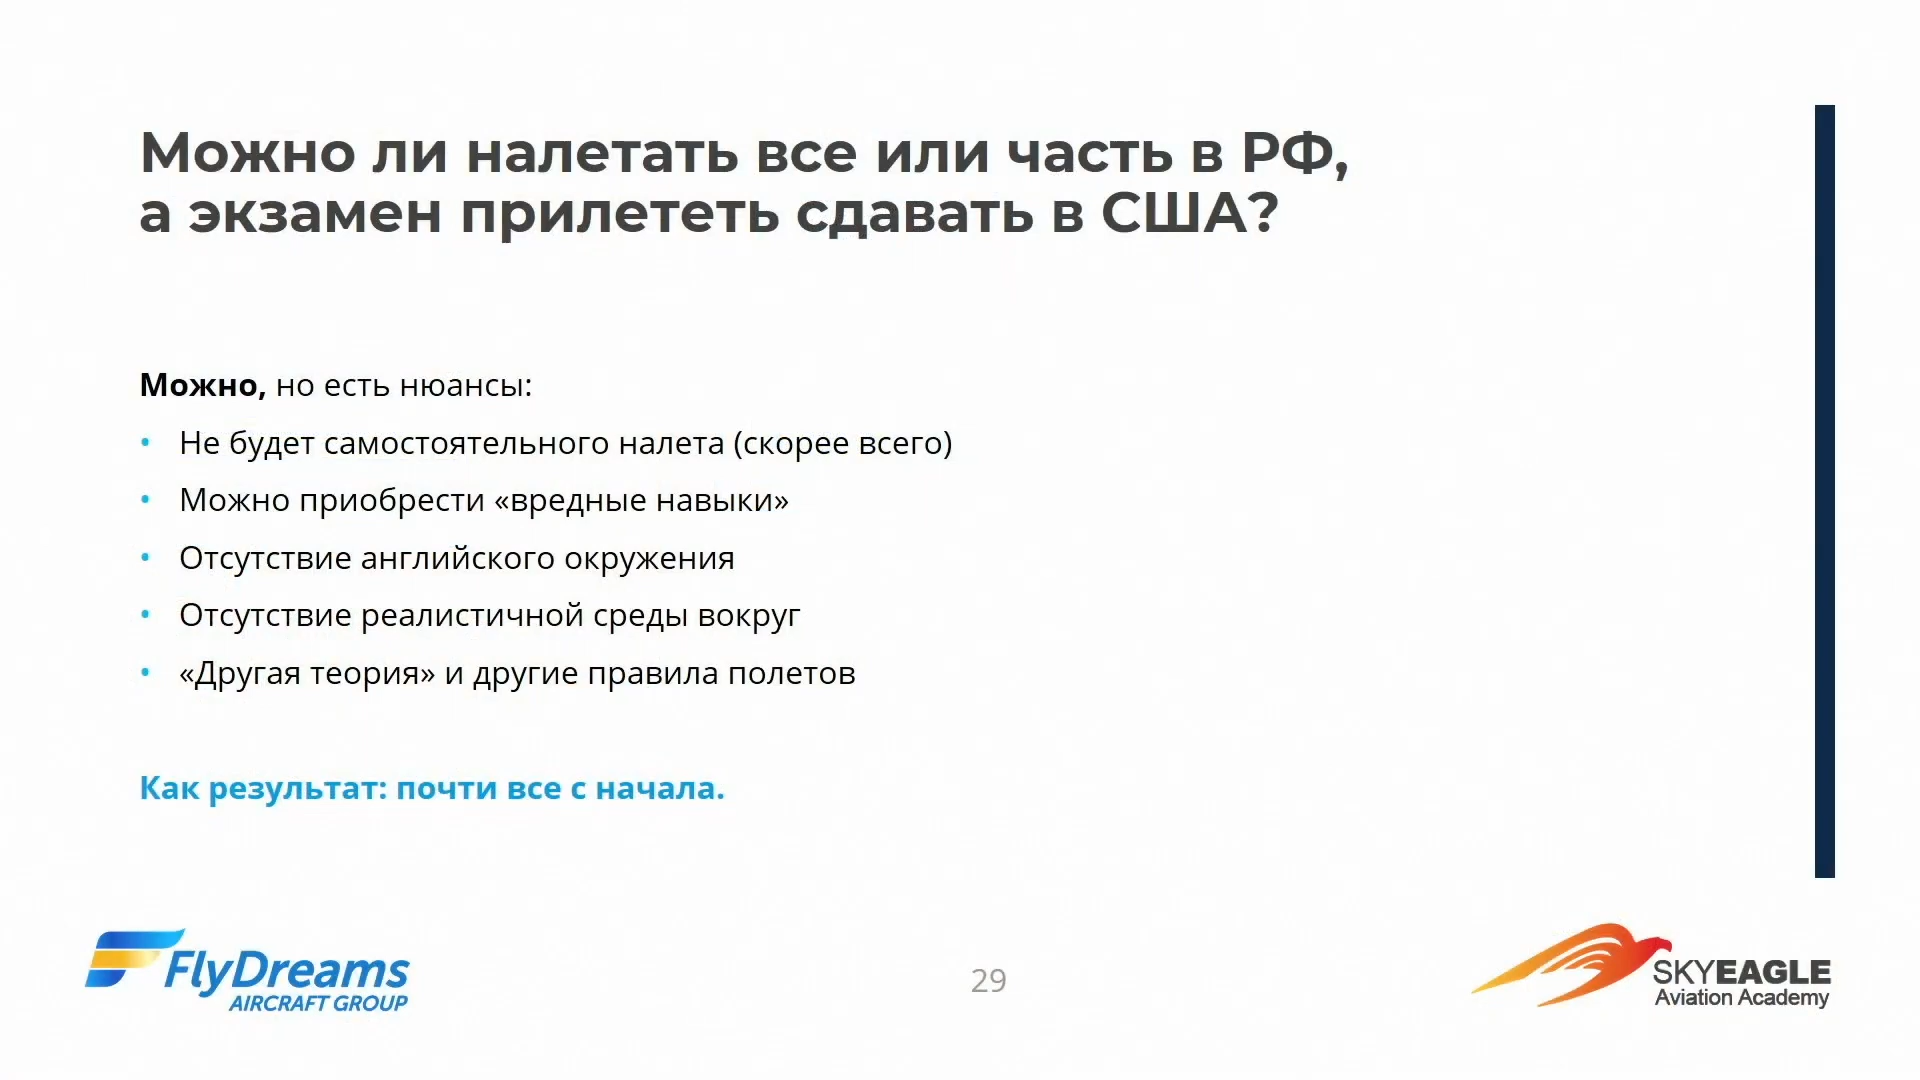 Можно ли налетать все или часть в РФ,
а экзамен прилететь сдавать в США?
Можно, но есть нюансы:
• Не будет самостоятельного налета (скорее всего)
• Можно приобрести «вредные навыки»
• Отсутствие английского окружения
• Отсутствие реалистичной среды вокруг
• «Другая теория» и другие правила полетов
Как результат: почти все с начала.
FlyDreams
AIRCRAFT GROUP
29
SKYEAGLE
Aviation Academy